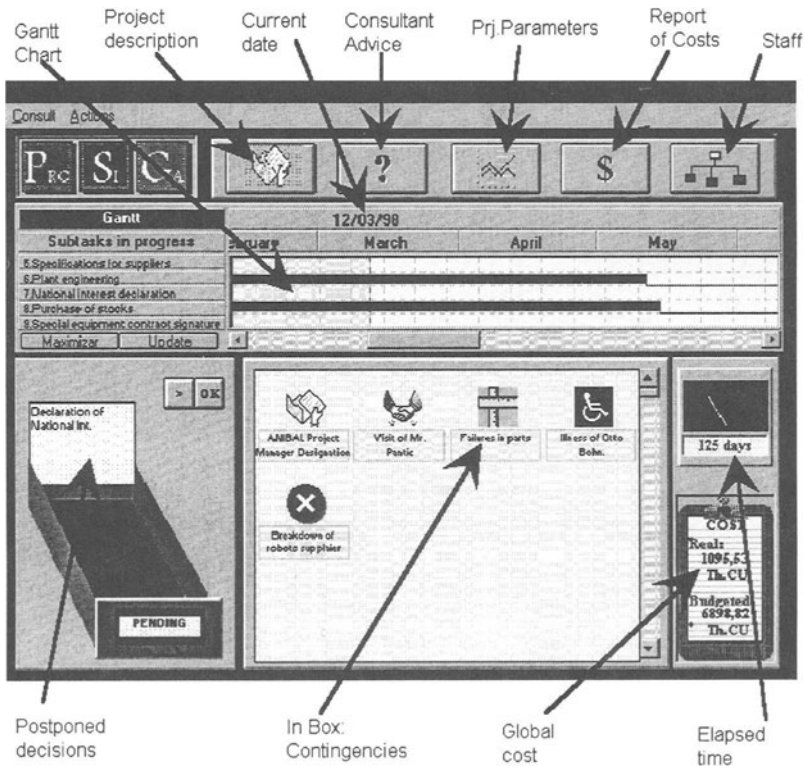 Gantt
Chart
Project
description
Current
date
Consultant
Advice
Prj.Parameters
Report
of Costs
Staff
Consult Actions
PRC SI CA
?
$
Gantt
12/03/98
Subtasks in progress
March
April
May
5.Specifications for suppliers
6.Plant engineering
7.National interest declaration
8.Purchase of stocks
9.Special equipment contract signature
Maximizar
Update
> OK
Declaration of
National Int.
PENDING
ANIBAL Project
Manager Designation
Visit of Mr.
Pantic
Failures in parts
Illness of Otto
Bohn.
Breakdown of
robots supplaier
125 days
COST
Real:
1095,53
Th.CU
Budgeted
6898,82
Th.CU
Postponed
decisions
In Box:
Contingencies
Global
cost
Elapsed
time